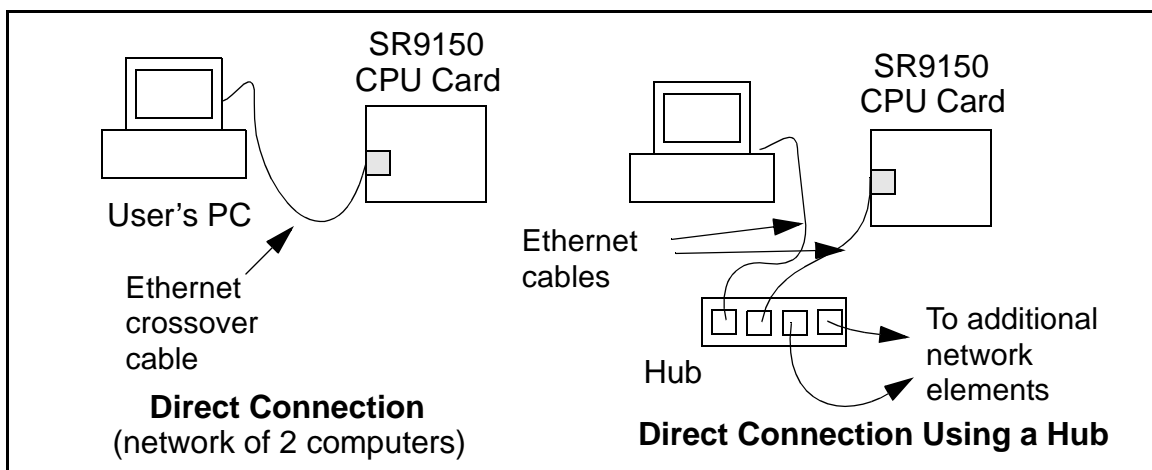 SR9150
CPU Card
User's PC
Ethernet
crossover
cable
Direct Connection
(network of 2 computers)
SR9150
CPU Card
Ethernet
cables
Hub
To additional
network
elements
Direct Connection Using a Hub